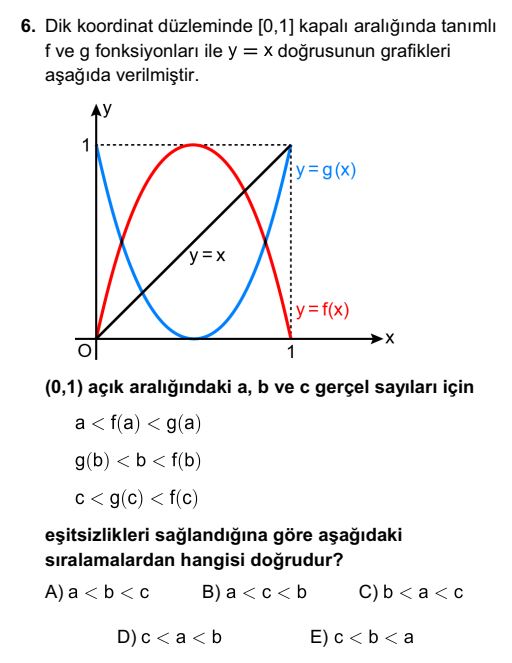 6. Dik koordinat düzleminde [0,1] kapalı aralığında tanımlı
f ve g fonksiyonları ile y = x doğrusunun grafikleri
aşağıda verilmiştir.
y
1
y = g(x)
y = x
y = f(x)
O
1
x
(0,1) açık aralığındaki a, b ve c gerçel sayıları için
a < f(a) < g(a)
g(b) < b < f(b)
c < g(c) < f(c)
eşitsizlikleri sağlandığına göre aşağıdaki
sıralamalardan hangisi doğrudur?
A) a < b < c B) a < c < b C) b < a < c
D) c < a < b E) c < b < a